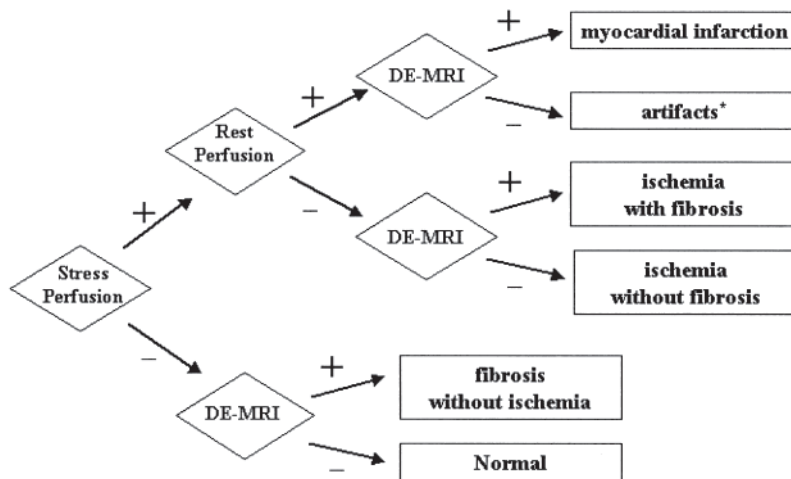 +
myocardial infarction
DE-MRI
+
−
artifacts*
Rest
Perfusion
+
ischemia
with fibrosis
+
−
DE-MRI
Stress
Perfusion
−
ischemia
without fibrosis
−
+
fibrosis
without ischemia
DE-MRI
−
Normal